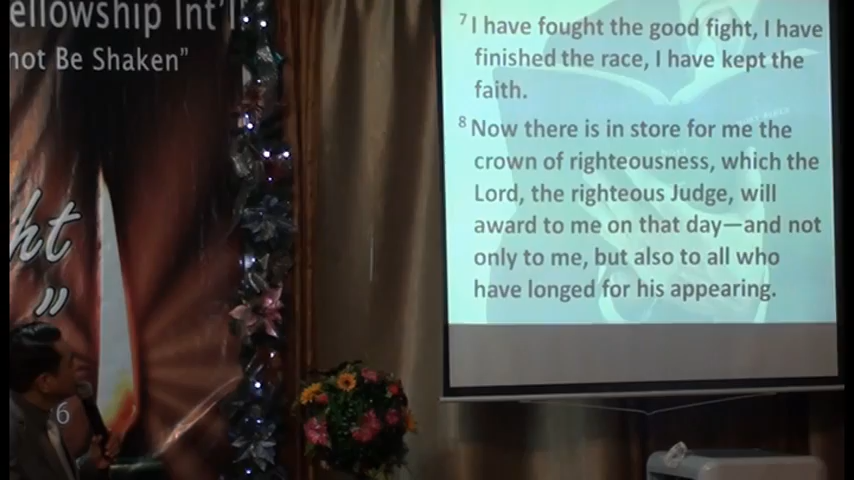 ellowship Int'l
not Be Shaken"
ht
"
6
7 I have fought the good fight, I have
finished the race, I have kept the
faith.
8 Now there is in store for me the
crown of righteousness, which the
Lord, the righteous Judge, will
award to me on that day—and not
only to me, but also to all who
have longed for his appearing.